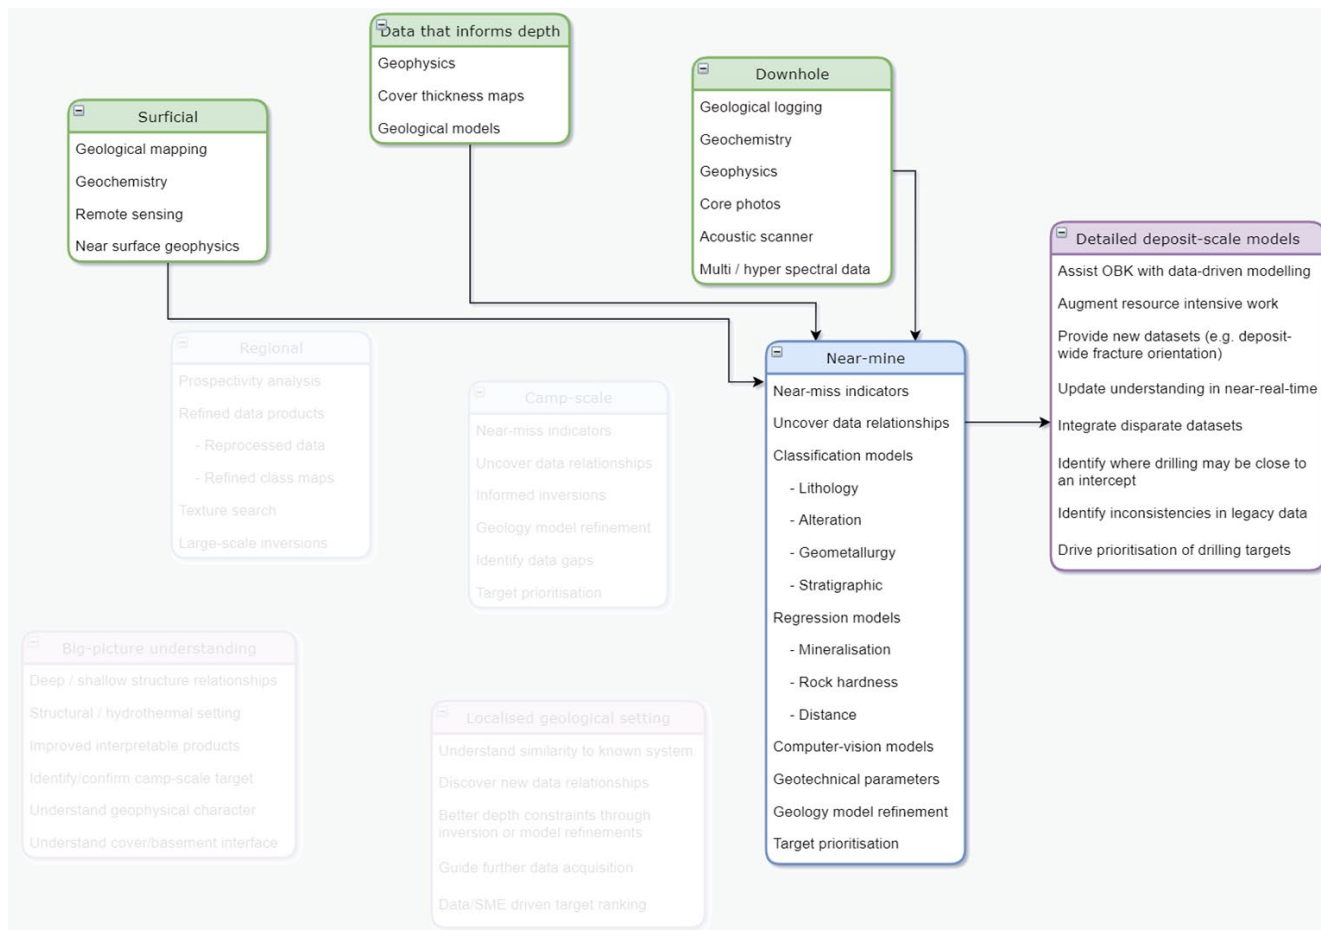 Data that informs depth
Geophysics
Cover thickness maps
Geological models
Downhole
Geological logging
Geochemistry
Geophysics
Core photos
Acoustic scanner
Multi / hyper spectral data
Surficial
Geological mapping
Geochemistry
Remote sensing
Near surface geophysics
Detailed deposit-scale models
Assist OBK with data-driven modelling
Augment resource intensive work
Provide new datasets (e.g. deposit-
wide fracture orientation)
Update understanding in near-real-time
Integrate disparate datasets
Identify where drilling may be close to
an intercept
Identify inconsistencies in legacy data
Drive prioritisation of drilling targets
Regional
Prospectivity analysis
Refined data products
- Reprocessed data
- Refined class maps
Texture search
Large-scale inversions
Camp-scale
Near-miss indicators
Uncover data relationships
Informed inversions
Geology model refinement
Identify data gaps
Target prioritisation
Near-mine
Near-miss indicators
Uncover data relationships
Classification models
- Lithology
- Alteration
- Geometallurgy
- Stratigraphic
Regression models
- Mineralisation
- Rock hardness
- Distance
Computer-vision models
Geotechnical parameters
Geology model refinement
Target prioritisation
Big-picture understanding
Deep / shallow structure relationships
Structural / hydrothermal setting
Improved interpretable products
Identify/confirm camp-scale target
Understand geophysical character
Understand cover/basement interface
Localised geological setting
Understand similarity to known system
Discover new data relationships
Better depth constraints through
inversion or model refinements
Guide further data acquisition
Data/SME driven target ranking